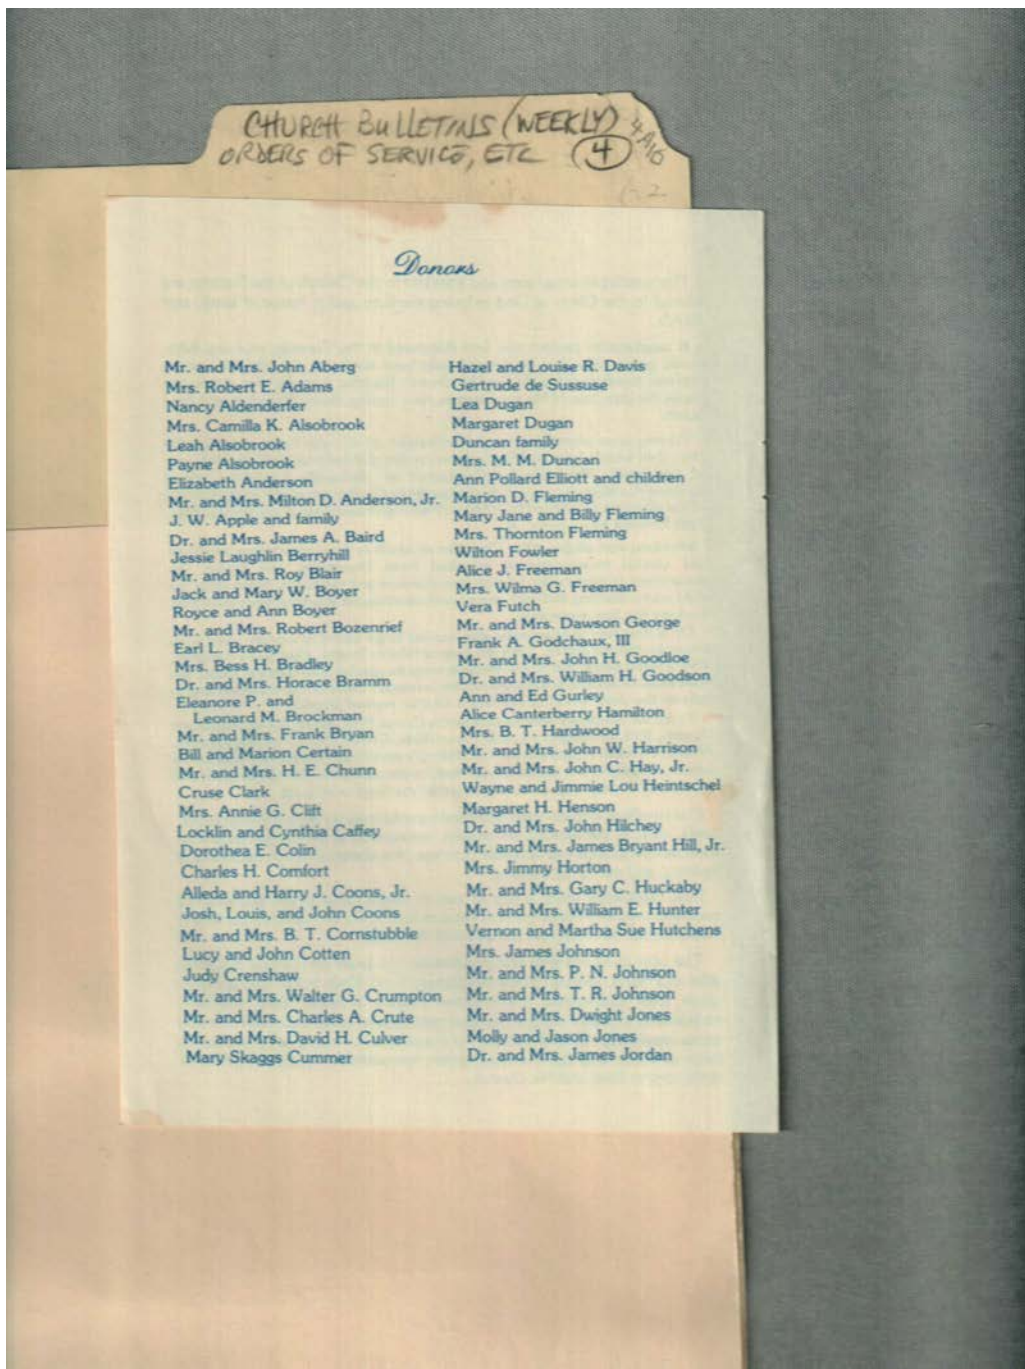 CHURCH BULLETINS (WEEKLY)
ORDERS OF SERVICE, ETC 4
Donors
Mr. and Mrs. John Aberg
Mrs. Robert E. Adams
Nancy Aldenderfer
Mrs. Camilla K. Alsobrook
Leah Alsobrook
Payne Alsobrook
Elizabeth Anderson
Mr. and Mrs. Milton D. Anderson, Jr.
J. W. Apple and family
Dr. and Mrs. James A. Baird
Jessie Laughlin Berryhill
Mr. and Mrs. Roy Blair
Jack and Mary W. Boyer
Royce and Ann Boyer
Mr. and Mrs. Robert Bozenrief
Earl L. Bracey
Mrs. Bess H. Bradley
Dr. and Mrs. Horace Bramm
Eleanore P. and
Leonard M. Brockman
Mr. and Mrs. Frank Bryan
Bill and Marion Certain
Mr. and Mrs. H. E. Chunn
Cruse Clark
Mrs. Annie G. Clift
Locklin and Cynthia Caffey
Dorothea E. Colin
Charles H. Comfort
Alleda and Harry J. Coons, Jr.
Josh, Louis, and John Coons
Mr. and Mrs. B. T. Cornstubble
Lucy and John Cotten
Judy Crenshaw
Mr. and Mrs. Walter G. Crumpton
Mr. and Mrs. Charles A. Crute
Mr. and Mrs. David H. Culver
Mary Skaggs Cummer
Hazel and Louise R. Davis
Gertrude de Sussuse
Lea Dugan
Margaret Dugan
Duncan family
Mrs. M. M. Duncan
Ann Pollard Elliott and children
Marion D. Fleming
Mary Jane and Billy Fleming
Mrs. Thornton Fleming
Wilton Fowler
Alice J. Freeman
Mrs. Wilma G. Freeman
Vera Futch
Mr. and Mrs. Dawson George
Frank A. Godchaux, III
Mr. and Mrs. John H. Goodloe
Dr. and Mrs. William H. Goodson
Ann and Ed Gurley
Alice Canterberry Hamilton
Mrs. B. T. Hardwood
Mr. and Mrs. John W. Harrison
Mr. and Mrs. John C. Hay, Jr.
Wayne and Jimmie Lou Heintschel
Margaret H. Henson
Dr. and Mrs. John Hilchey
Mr. and Mrs. James Bryant Hill, Jr.
Mrs. Jimmy Horton
Mr. and Mrs. Gary C. Huckaby
Mr. and Mrs. William E. Hunter
Vernon and Martha Sue Hutchens
Mrs. James Johnson
Mr. and Mrs. P. N. Johnson
Mr. and Mrs. T. R. Johnson
Mr. and Mrs. Dwight Jones
Molly and Jason Jones
Dr. and Mrs. James Jordan